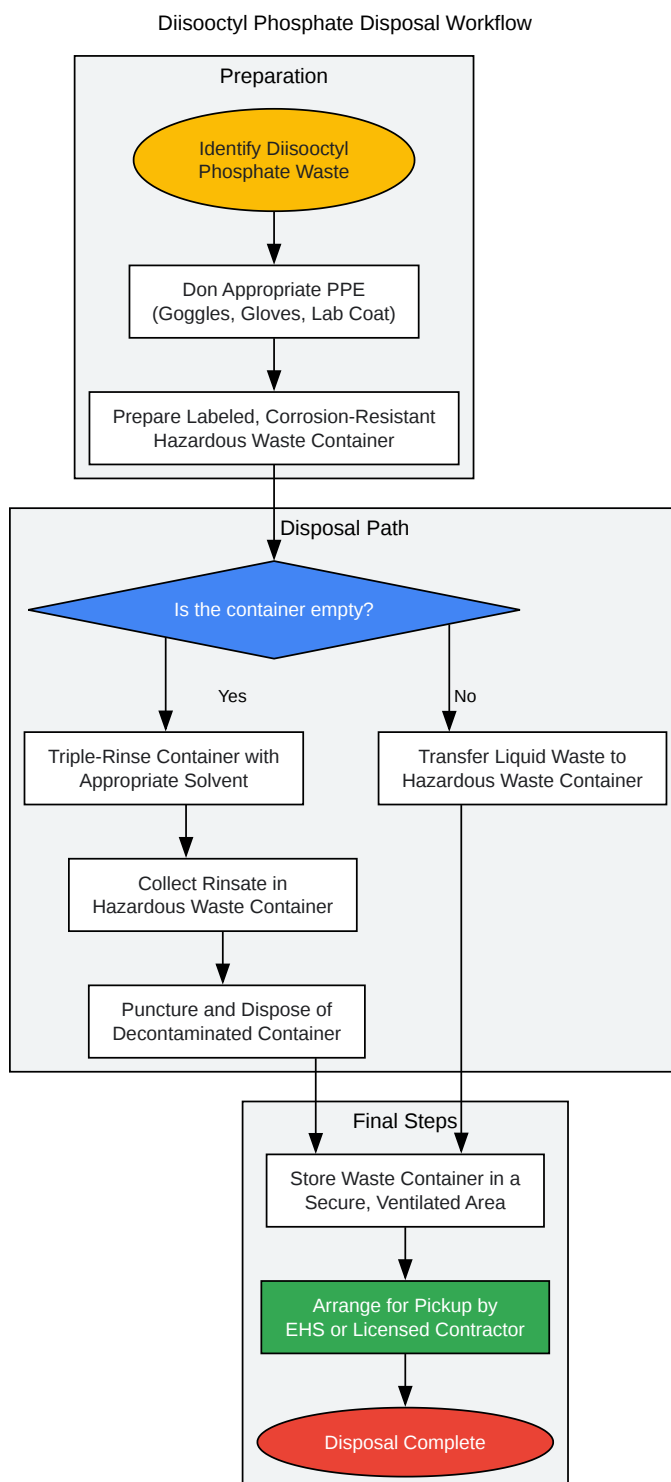 Diisooctyl Phosphate Disposal Workflow
Preparation
Identify Diisooctyl
Phosphate Waste
Don Appropriate PPE
(Goggles, Gloves, Lab Coat)
Prepare Labeled, Corrosion-Resistant
Hazardous Waste Container
Disposal Path
Is the container empty?
Yes
No
Triple-Rinse Container with
Appropriate Solvent
Transfer Liquid Waste to
Hazardous Waste Container
Collect Rinsate in
Hazardous Waste Container
Puncture and Dispose of
Decontaminated Container
Final Steps
Store Waste Container in a
Secure, Ventilated Area
Arrange for Pickup by
EHS or Licensed Contractor
Disposal Complete